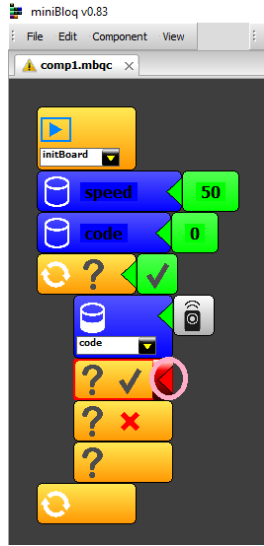 miniBloq v0.83
File Edit Component View
comp1.mbqc
initBoard
speed 50
code 0
code